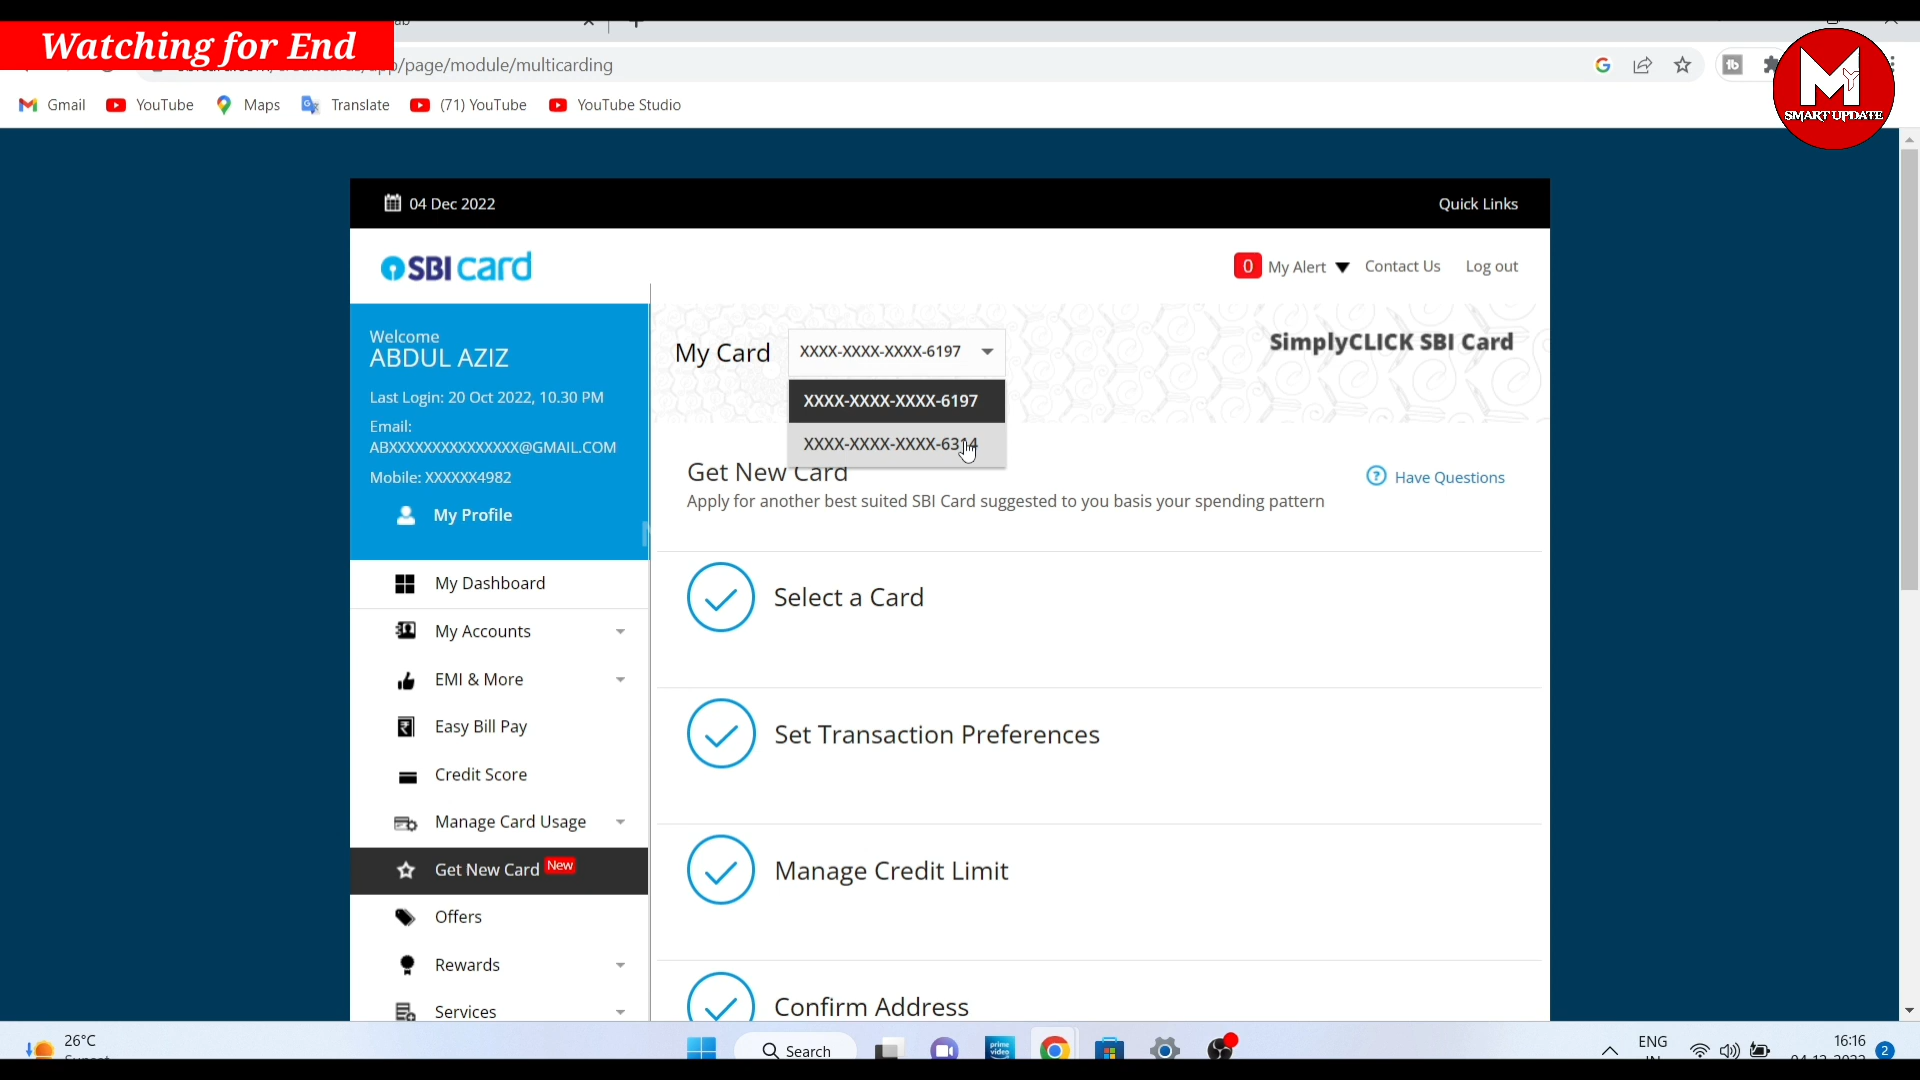 Watching for End
/page/module/multicarding
Gmail YouTube Maps Translate (71) YouTube YouTube Studio
M
SMART UPDATE
04 Dec 2022 Quick Links
SBI card
0 My Alert Contact Us Log out
Welcome
ABDUL AZIZ
Last Login: 20 Oct 2022, 10.30 PM
Email:
ABXXXXXXXXXXXXXXX@GMAIL.COM
Mobile: XXXXXX4982
My Profile
My Dashboard
My Accounts
EMI & More
Easy Bill Pay
Credit Score
Manage Card Usage
Get New Card New
Offers
Rewards
Services
My Card XXXX-XXXX-XXXX-6197
SimplyCLICK SBI Card
XXXX-XXXX-XXXX-6197
Get New Card
Have Questions
Apply for another best suited SBI Card suggested to you basis your spending pattern
Select a Card
Set Transaction Preferences
Manage Credit Limit
Confirm Address
26°C
Search
prime video
ENG
16:16
2